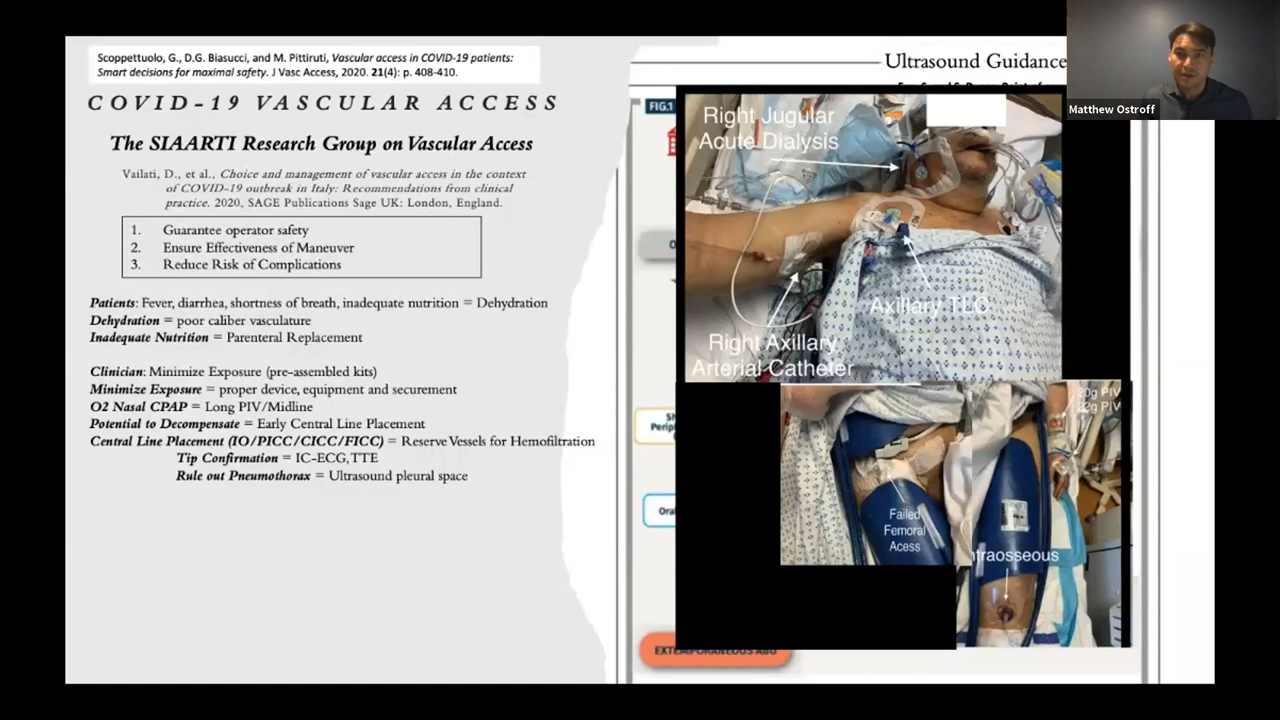 Scoppettuolo, G., D.G. Biasucci, and M. Pittiruti, Vascular access in COVID-19 patients:
Smart decisions for maximal safety. J Vasc Access, 2020. 21(4): p. 408-410.
COVID-19 VASCULAR ACCESS
The SIAARTI Research Group on Vascular Access
Vailati, D., et al., Choice and management of vascular access in the context
of COVID-19 outbreak in Italy: Recommendations from clinical
practice. 2020, SAGE Publications Sage UK: London, England.
1. Guarantee operator safety
2. Ensure Effectiveness of Maneuver
3. Reduce Risk of Complications
Patients: Fever, diarrhea, shortness of breath, inadequate nutrition = Dehydration
Dehydration = poor caliber vasculature
Inadequate Nutrition = Parenteral Replacement
Clinician: Minimize Exposure (pre-assembled kits)
Minimize Exposure = proper device, equipment and securement
O2 Nasal CPAP = Long PIV/Midline
Potential to Decompensate = Early Central Line Placement
Central Line Placement (IO/PICC/CICC/FICC) = Reserve Vessels for Hemofiltration
Tip Confirmation = IC-ECG, TTE
Rule out Pneumothorax = Ultrasound pleural space
Ultrasound Guidance
FIG.1
Right Jugular
Acute Dialysis
Axillary TLC
Right Axillary
Arterial Catheter
20g PIV
22g PIV
Failed
Femoral
Acess
ntraosseous
Perip
Oral
EXTEMPORANEOUS ABG
Matthew Ostroff